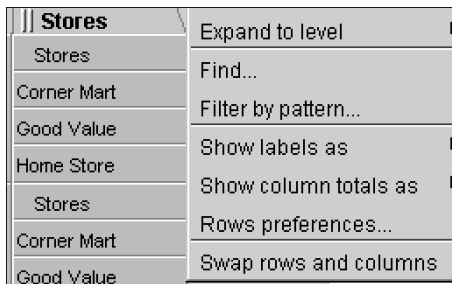 Stores
Stores
Corner Mart
Good Value
Home Store
Stores
Corner Mart
Good Value
Expand to level
Find...
Filter by pattern...
Show labels as
Show column totals as
Rows preferences...
Swap rows and columns